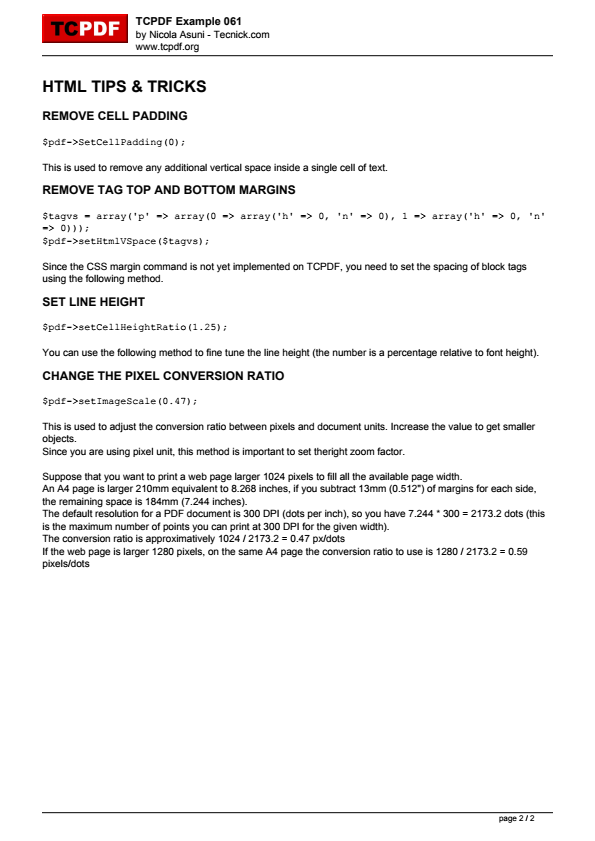 TCPDF
TCPDF Example 061
by Nicola Asuni - Tecnick.com
www.tcpdf.org
HTML TIPS & TRICKS
REMOVE CELL PADDING
$pdf->SetCellPadding(0);
This is used to remove any additional vertical space inside a single cell of text.
REMOVE TAG TOP AND BOTTOM MARGINS
$tagvs = array('p' => array(0 => array('h' => 0, 'n' => 0), 1 => array('h' => 0, 'n'
=> 0)));
$pdf->setHtmlVSpace($tagvs);
Since the CSS margin command is not yet implemented on TCPDF, you need to set the spacing of block tags
using the following method.
SET LINE HEIGHT
$pdf->setCellHeightRatio(1.25);
You can use the following method to fine tune the line height (the number is a percentage relative to font height).
CHANGE THE PIXEL CONVERSION RATIO
$pdf->setImageScale(0.47);
This is used to adjust the conversion ratio between pixels and document units. Increase the value to get smaller
objects.
Since you are using pixel unit, this method is important to set theright zoom factor.
Suppose that you want to print a web page larger 1024 pixels to fill all the available page width.
An A4 page is larger 210mm equivalent to 8.268 inches, if you subtract 13mm (0.512") of margins for each side,
the remaining space is 184mm (7.244 inches).
The default resolution for a PDF document is 300 DPI (dots per inch), so you have 7.244 * 300 = 2173.2 dots (this
is the maximum number of points you can print at 300 DPI for the given width).
The conversion ratio is approximatively 1024 / 2173.2 = 0.47 px/dots
If the web page is larger 1280 pixels, on the same A4 page the conversion ratio to use is 1280 / 2173.2 = 0.59
pixels/dots
page 2 / 2